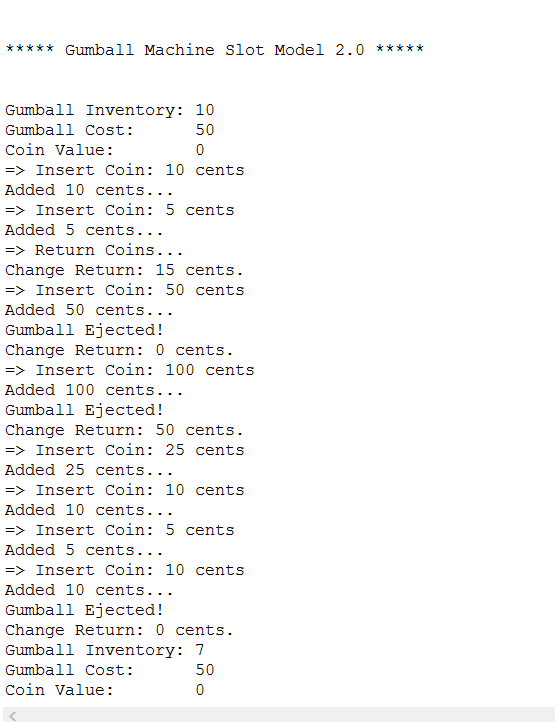 ***** Gumball Machine Slot Model 2.0 *****
Gumball Inventory: 10
Gumball Cost:      50
Coin Value:        0
=> Insert Coin: 10 cents
Added 10 cents...
=> Insert Coin: 5 cents
Added 5 cents...
=> Return Coins...
Change Return: 15 cents.
=> Insert Coin: 50 cents
Added 50 cents...
Gumball Ejected!
Change Return: 0 cents.
=> Insert Coin: 100 cents
Added 100 cents...
Gumball Ejected!
Change Return: 50 cents.
=> Insert Coin: 25 cents
Added 25 cents...
=> Insert Coin: 10 cents
Added 10 cents...
=> Insert Coin: 5 cents
Added 5 cents...
=> Insert Coin: 10 cents
Added 10 cents...
Gumball Ejected!
Change Return: 0 cents.
Gumball Inventory: 7
Gumball Cost:      50
Coin Value:        0